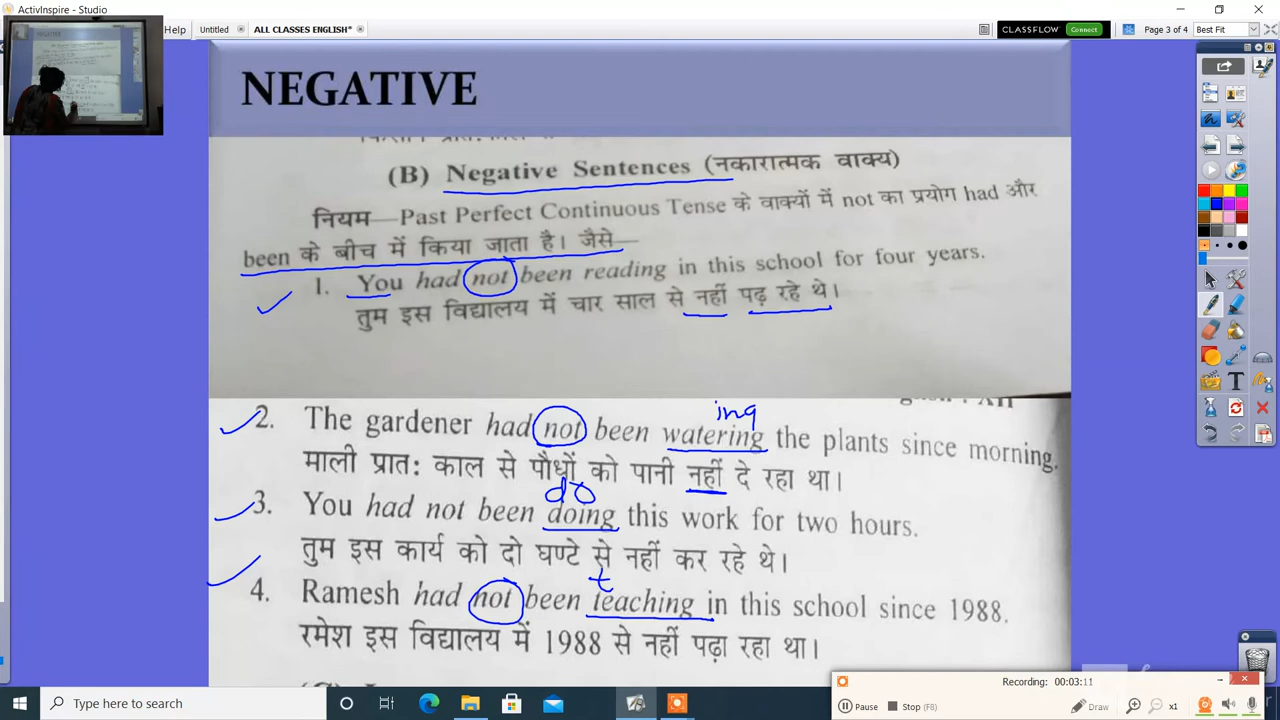 ActivInspire - Studio
Help
Untitled
ALL CLASSES ENGLISH*
CLASSFLOW
Connect
Page 3 of 4
Best Fit
NEGATIVE
(B) Negative Sentences (नकारात्मक वाक्य)
नियम—Past Perfect Continuous Tense के वाक्यों में not का प्रयोग had और
been के बीच में किया जाता है। जैसे—
1. You had not been reading in this school for four years.
तुम इस विद्यालय में चार साल से नहीं पढ़ रहे थे।
ing
2. The gardener had not been watering the plants since morning.
माली प्रात: काल से पौधों को पानी नहीं दे रहा था।
do
3. You had not been doing this work for two hours.
तुम इस कार्य को दो घण्टे से नहीं कर रहे थे।
t
4. Ramesh had not been teaching in this school since 1988.
रमेश इस विद्यालय में 1988 से नहीं पढ़ा रहा था।
Recording: 00:03:11
Pause
Stop (F8)
Draw
x1
Type here to search